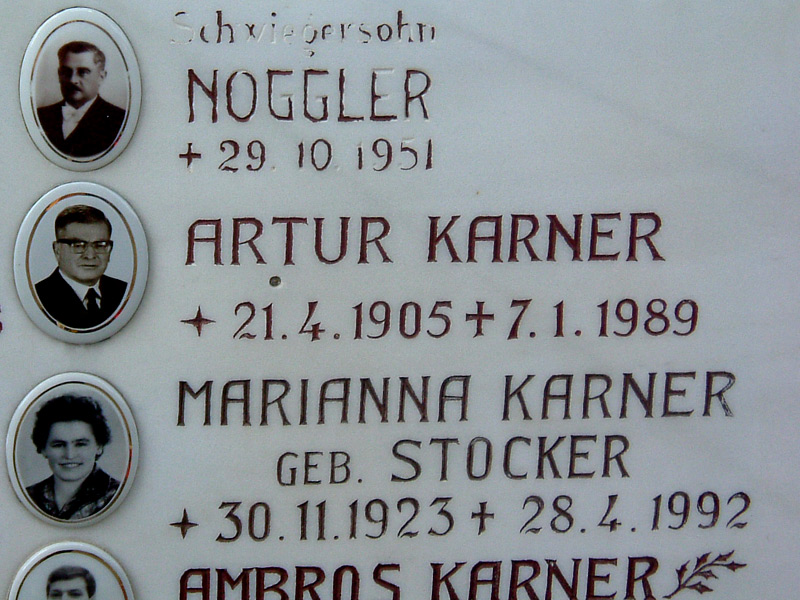 Schwiegersohn
NOGGLER
+ 29. 10. 1951
ARTUR KARNER
✦ 21.4.1905 ✝ 7.1.1989
MARIANNA KARNER
GEB. STOCKER
✦ 30.11.1923 ✝ 28.4.1992
AMBROS KARNER